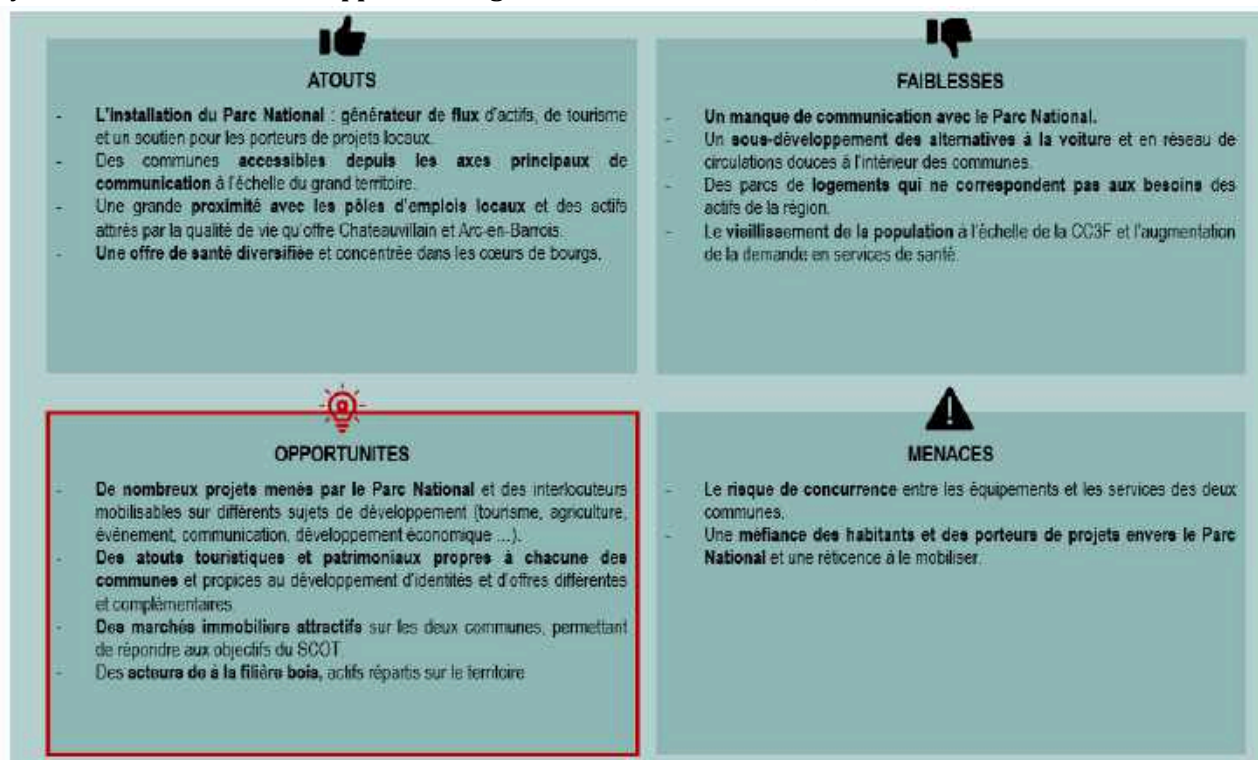 ATOUTS
- L'installation du Parc National : générateur de flux d'actifs, de tourisme
et un soutien pour les porteurs de projets locaux.
- Des communes accessibles depuis les axes principaux de
communication à l'échelle du grand territoire.
- Une grande proximité avec les pôles d'emplois locaux et des actifs
attirés par la qualité de vie qu'offre Chateauvillain et Arc-en-Barrois.
- Une offre de santé diversifiée et concentrée dans les cœurs de bourgs.
FAIBLESSES
- Un manque de communication avec le Parc National.
- Un sous-développement des alternatives à la voiture et en réseau de
circulations douces à l'intérieur des communes.
- Des parcs de logements qui ne correspondent pas aux besoins des
actifs de la région.
- Le vieillissement de la population à l'échelle de la CC3F et l'augmentation
de la demande en services de santé.
OPPORTUNITES
- De nombreux projets menés par le Parc National et des interlocuteurs
mobilisables sur différents sujets de développement (tourisme, agriculture,
événement, communication, développement économique ...).
- Des atouts touristiques et patrimoniaux propres à chacune des
communes et propices au développement d'identités et d'offres différentes
et complémentaires.
- Des marchés immobiliers attractifs sur les deux communes, permettant
de répondre aux objectifs du SCOT.
- Des acteurs de à la filière bois, actifs répartis sur le territoire
MENACES
- Le risque de concurrence entre les équipements et les services des deux
communes.
- Une méfiance des habitants et des porteurs de projets envers le Parc
National et une réticence à le mobiliser.